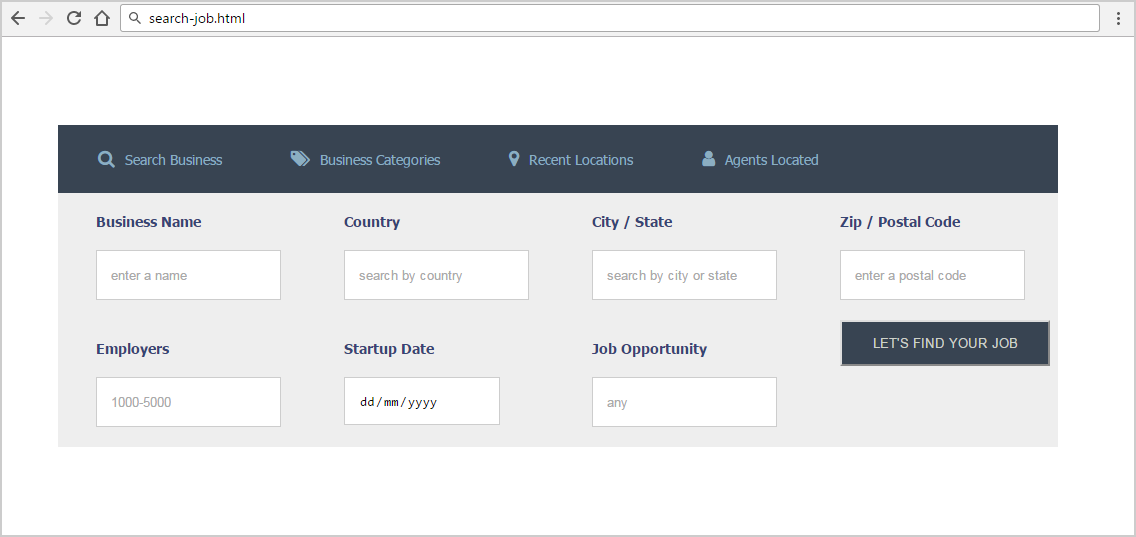 search-job.html
Search Business Business Categories Recent Locations Agents Located
Business Name Country City / State Zip / Postal Code
enter a name search by country search by city or state enter a postal code
LET'S FIND YOUR JOB
Employers Startup Date Job Opportunity
1000-5000 dd/mm/yyyy any